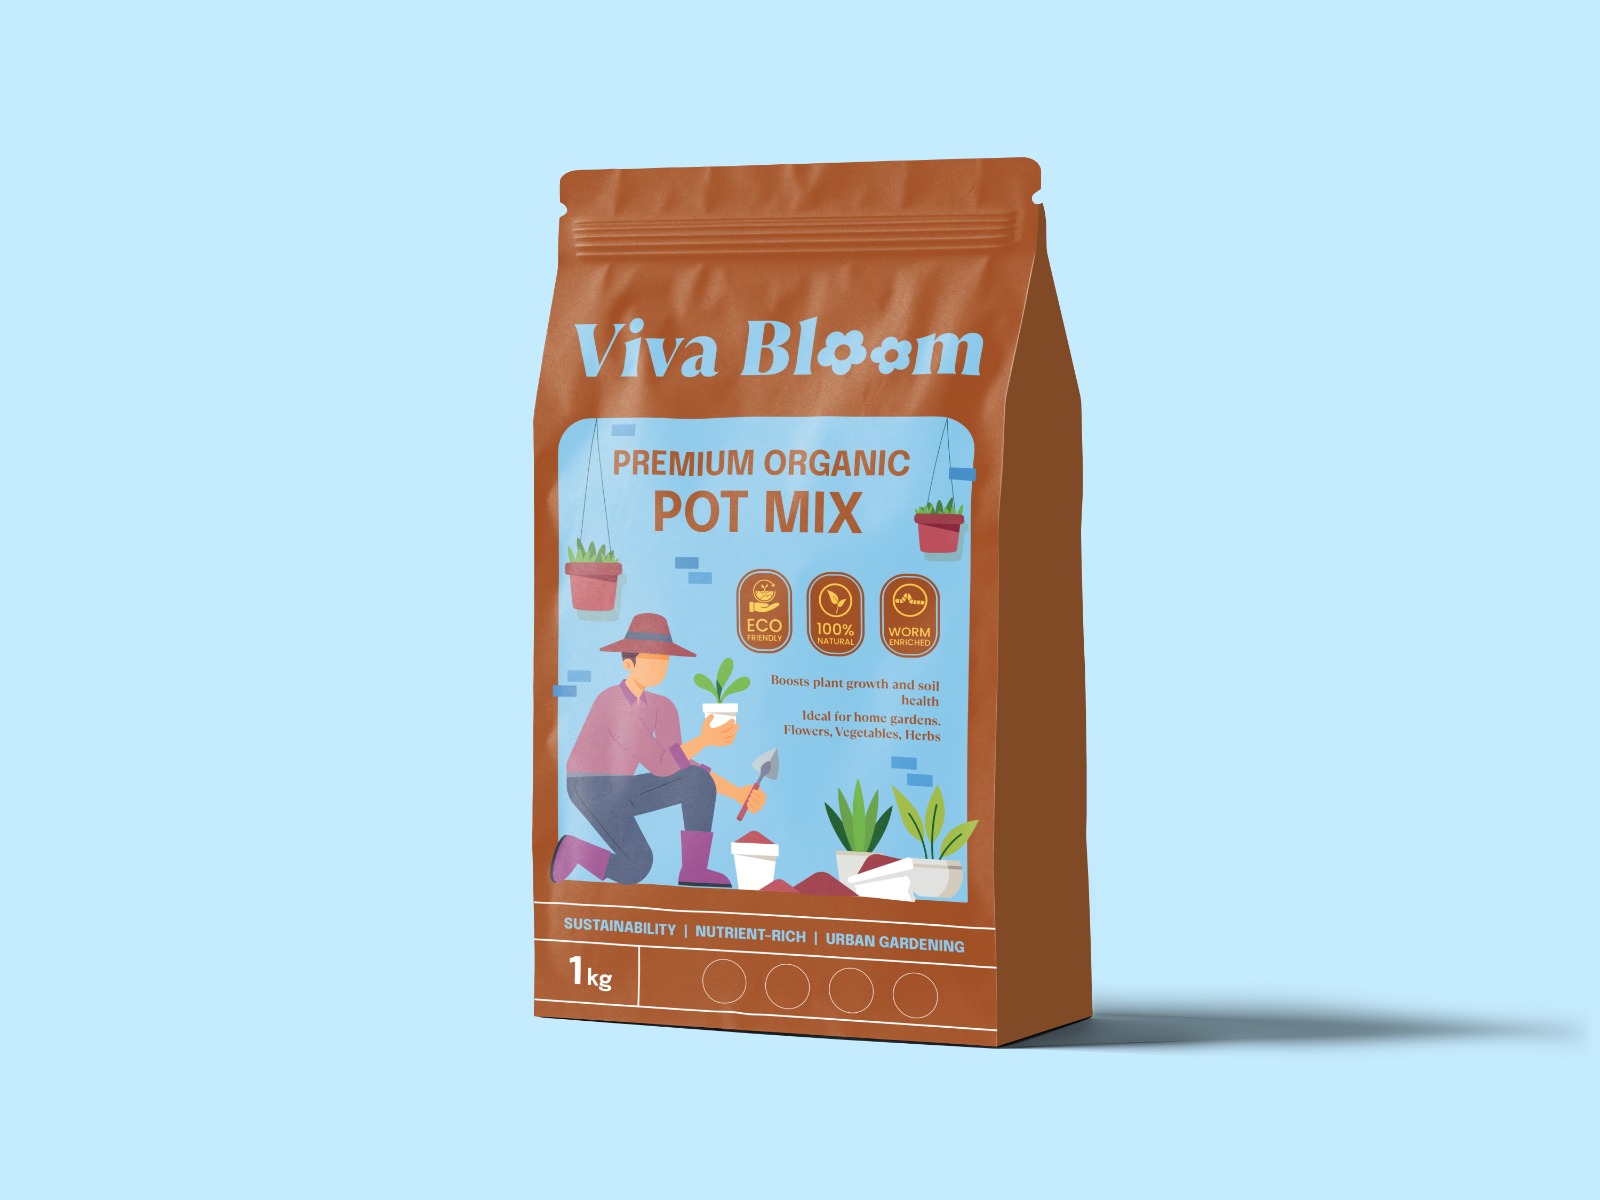 Viva Bloom
PREMIUM ORGANIC
POT MIX
ECO
FRIENDLY
100%
NATURAL
WORM
ENRICHED
Boosts plant growth and soil
health
Ideal for home gardens.
Flowers, Vegetables, Herbs
SUSTAINABILITY | NUTRIENT-RICH | URBAN GARDENING
1kg